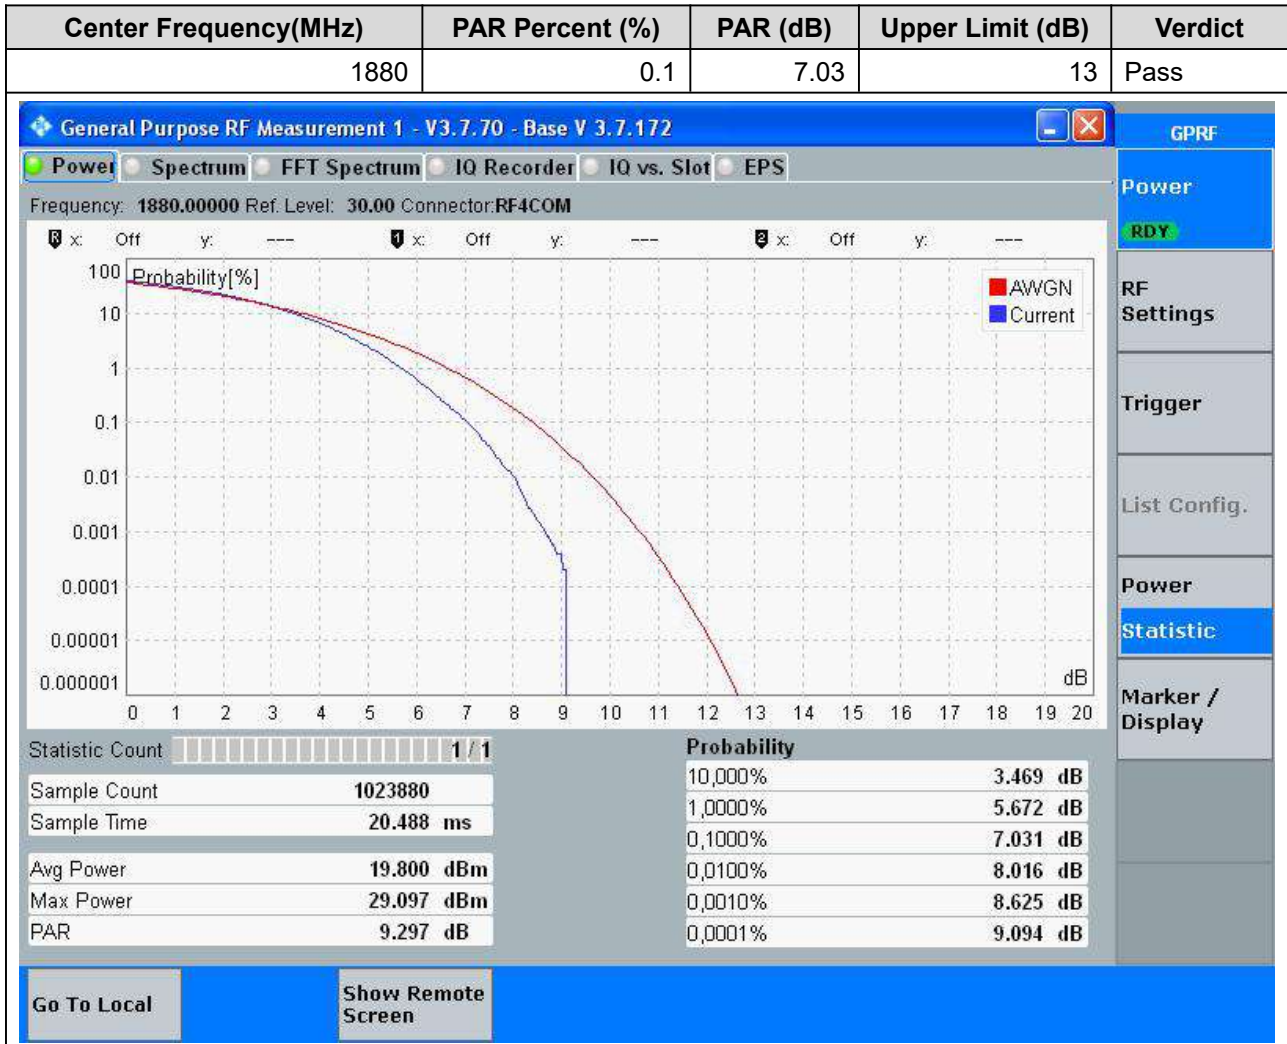 Center Frequency(MHz) PAR Percent (%) PAR (dB) Upper Limit (dB) Verdict
1880 0.1 7.03 13 Pass
General Purpose RF Measurement 1 - V3.7.70 - Base V 3.7.172
GPRF
Power Spectrum FFT Spectrum IQ Recorder IQ vs. Slot EPS
Power
RDY
Frequency: 1880.00000 Ref. Level: 30.00 Connector:RF4COM
R x: Off y: --- 1 x: Off y: --- 2 x: Off y: ---
Probability[%]
AWGN
Current
100
10
1
0.1
0.01
0.001
0.0001
0.00001
0.000001
dB
0 1 2 3 4 5 6 7 8 9 10 11 12 13 14 15 16 17 18 19 20
RF
Settings
Trigger
List Config.
Power
Statistic
Marker /
Display
Statistic Count 1 / 1
Sample Count 1023880
Sample Time 20.488 ms
Avg Power 19.800 dBm
Max Power 29.097 dBm
PAR 9.297 dB
Probability
10,000% 3.469 dB
1,0000% 5.672 dB
0,1000% 7.031 dB
0,0100% 8.016 dB
0,0010% 8.625 dB
0,0001% 9.094 dB
Go To Local
Show Remote
Screen